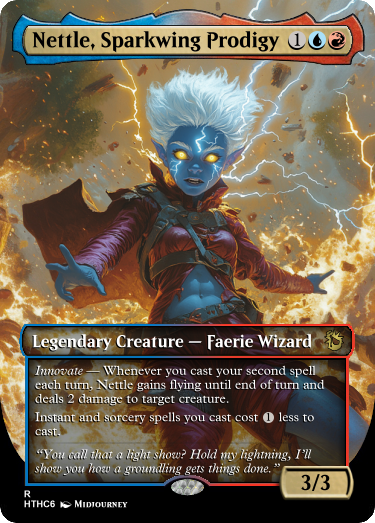 Nettle, Sparkwing Prodigy 1
Legendary Creature — Faerie Wizard
Innovate — Whenever you cast your second spell
each turn, Nettle gains flying until end of turn and
deals 2 damage to target creature.
Instant and sorcery spells you cast cost 1 less to
cast.
“You call that a light show? Hold my lightning, I’ll
show you how a groundling gets things done.”
3/3
R
HTHC6 Midjourney